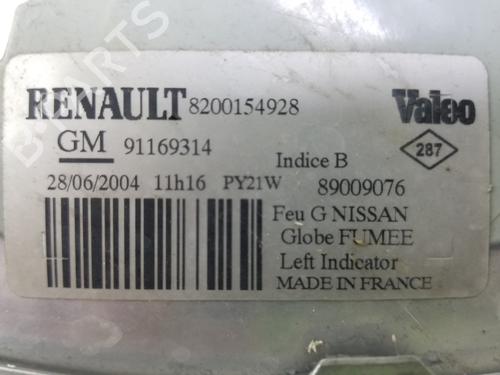 RENAULT 8200154928 Valeo
GM 91169314 Indice B 287
28/06/2004 11h16 PY21W 89009076
Feu G NISSAN
Globe FUMEE
Left Indicator
MADE IN FRANCE
B-PARTS